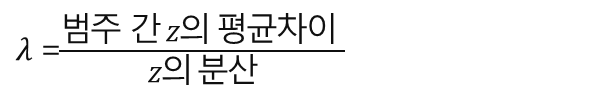 λ = 범주 간 z의 평균차이
z의 분산